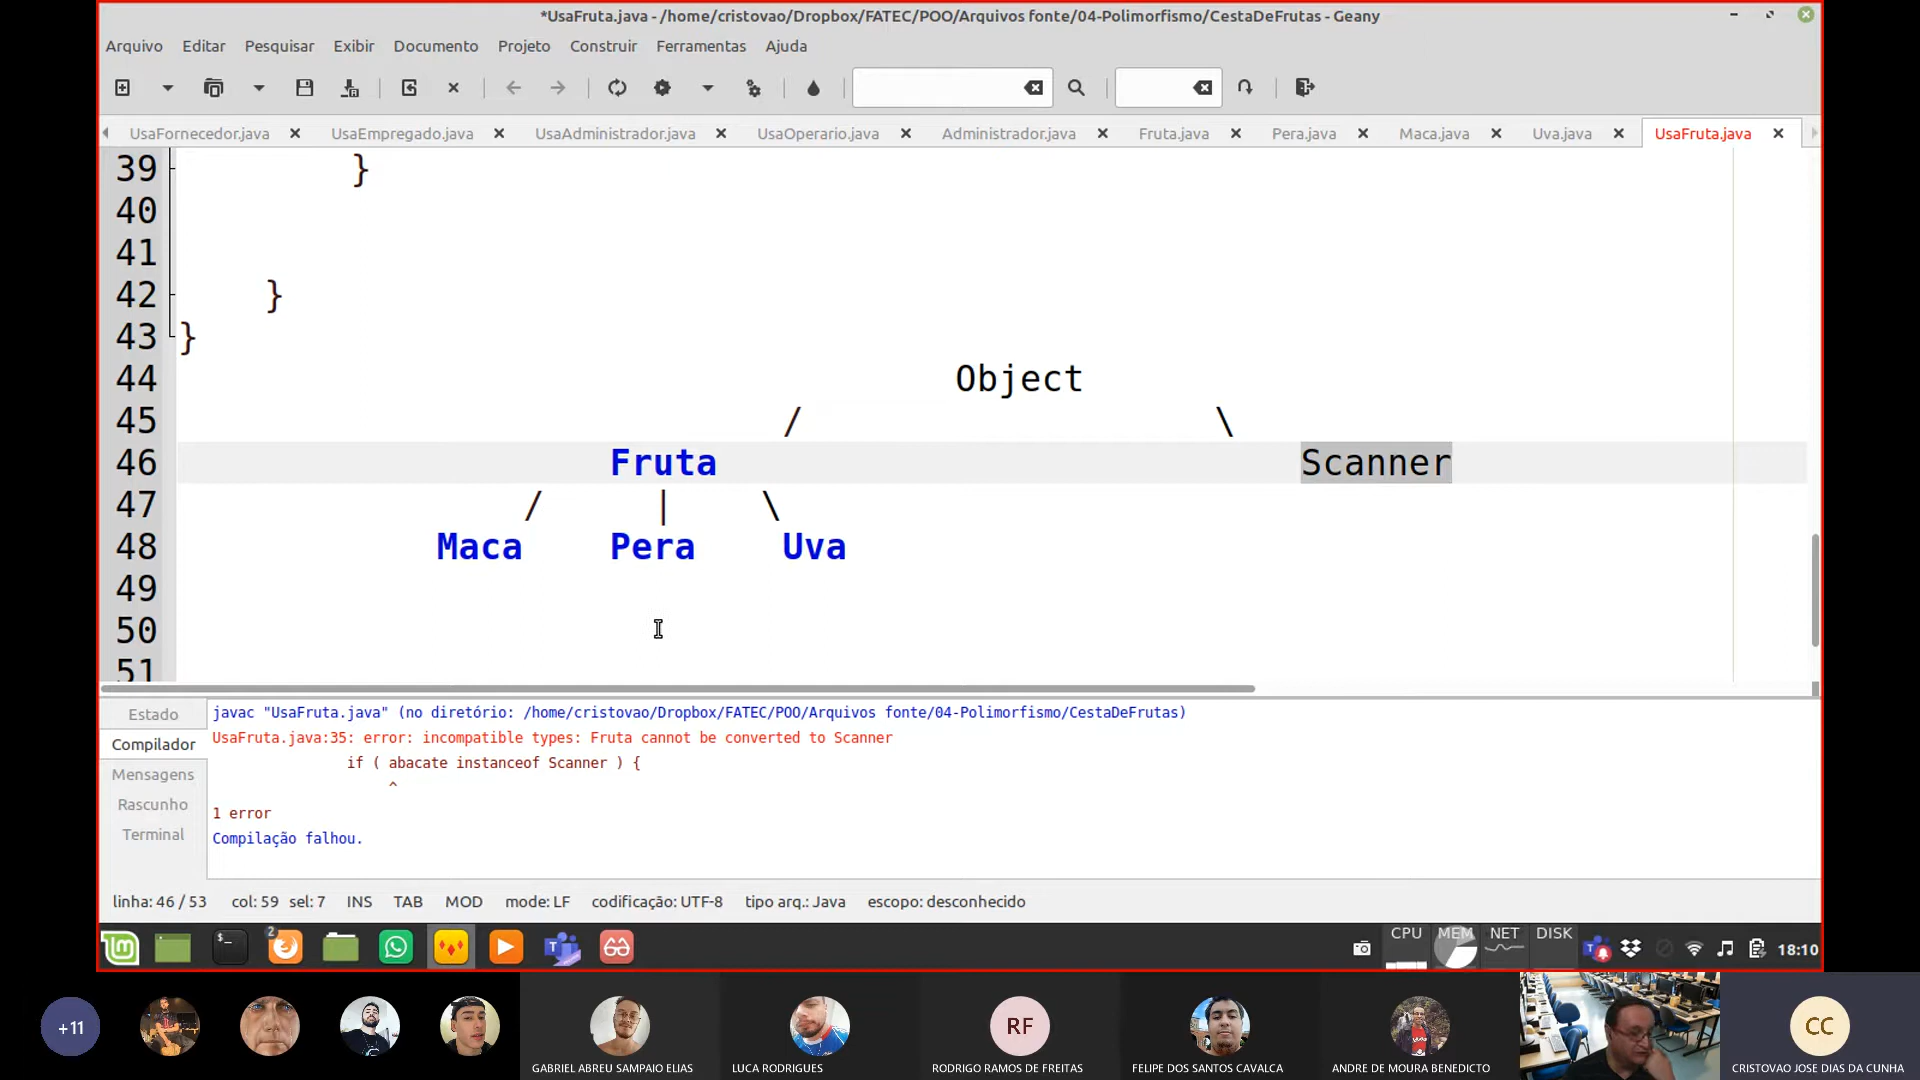 *UsaFruta.java - /home/cristovao/Dropbox/FATEC/POO/Arquivos fonte/04-Polimorfismo/CestaDeFrutas - Geany
Arquivo Editar Pesquisar Exibir Documento Projeto Construir Ferramentas Ajuda
UsaFornecedor.java UsaEmpregado.java UsaAdministrador.java UsaOperario.java Administrador.java Fruta.java Pera.java Maca.java Uva.java UsaFruta.java
39 }
40
41
42 }
43 }
44 Object
45 / \
46 Fruta Scanner
47 / | \
48 Maca Pera Uva
49
50
51
Estado
Compilador
Mensagens
Rascunho
Terminal
javac "UsaFruta.java" (no diretório: /home/cristovao/Dropbox/FATEC/POO/Arquivos fonte/04-Polimorfismo/CestaDeFrutas)
UsaFruta.java:35: error: incompatible types: Fruta cannot be converted to Scanner
if ( abacate instanceof Scanner ) {
^
1 error
Compilação falhou.
linha: 46 / 53 col: 59 sel: 7 INS TAB MOD mode: LF codificação: UTF-8 tipo arq.: Java escopo: desconhecido
2
CPU MEM NET DISK
18:10
+11
RF
CC
GABRIEL ABREU SAMPAIO ELIAS LUCA RODRIGUES RODRIGO RAMOS DE FREITAS FELIPE DOS SANTOS CAVALCA ANDRE DE MOURA BENEDICTO CRISTOVAO JOSE DIAS DA CUNHA